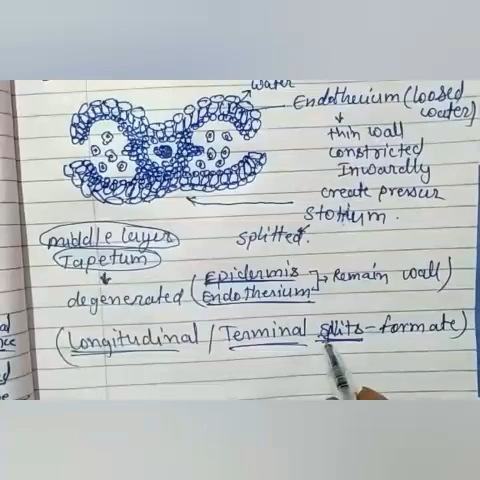 water
Endothecium (loosed
water)
thin wall
constricted
Inwardly
create pressur
Stomium.
splitted.
middle layer
Tapetum
degenerated (Epidermis
Endothecium
Remain wall)
(Longitudinal / Terminal slits-formate)
al
d